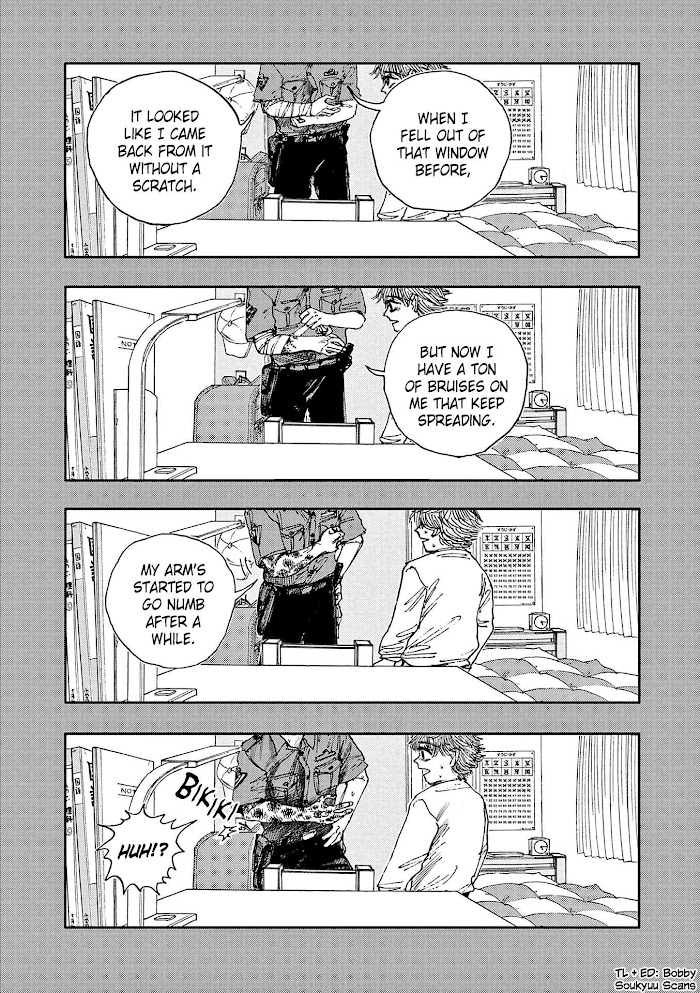 WHEN I
FELL OUT OF
THAT WINDOW
BEFORE,
IT LOOKED
LIKE I CAME
BACK FROM IT
WITHOUT A
SCRATCH.
NOT
BUT NOW I
HAVE A TON
OF BRUISES ON
ME THAT KEEP
SPREADING.
MY ARM'S
STARTED TO
GO NUMB
AFTER A
WHILE.
BIKIKI
NOT
HUH!?
TL + ED: Bobby
Soukyuu Scans